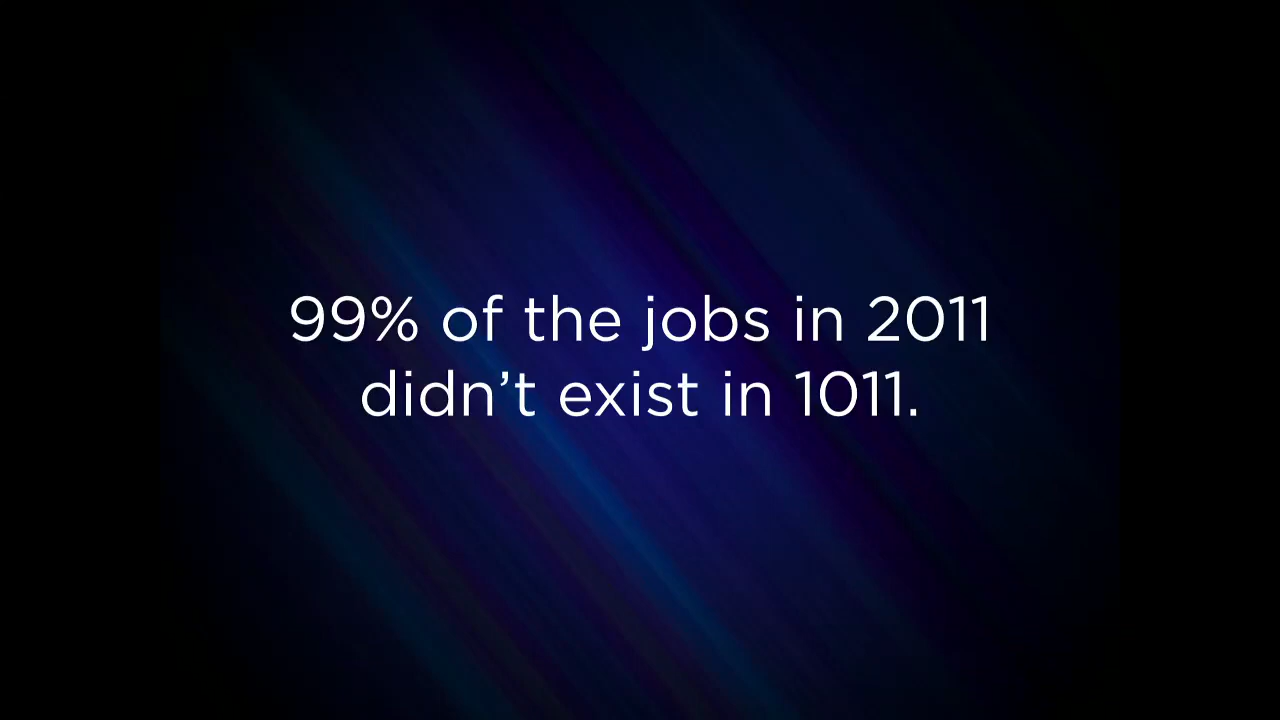 99% of the jobs in 2011
didn’t exist in 1011.